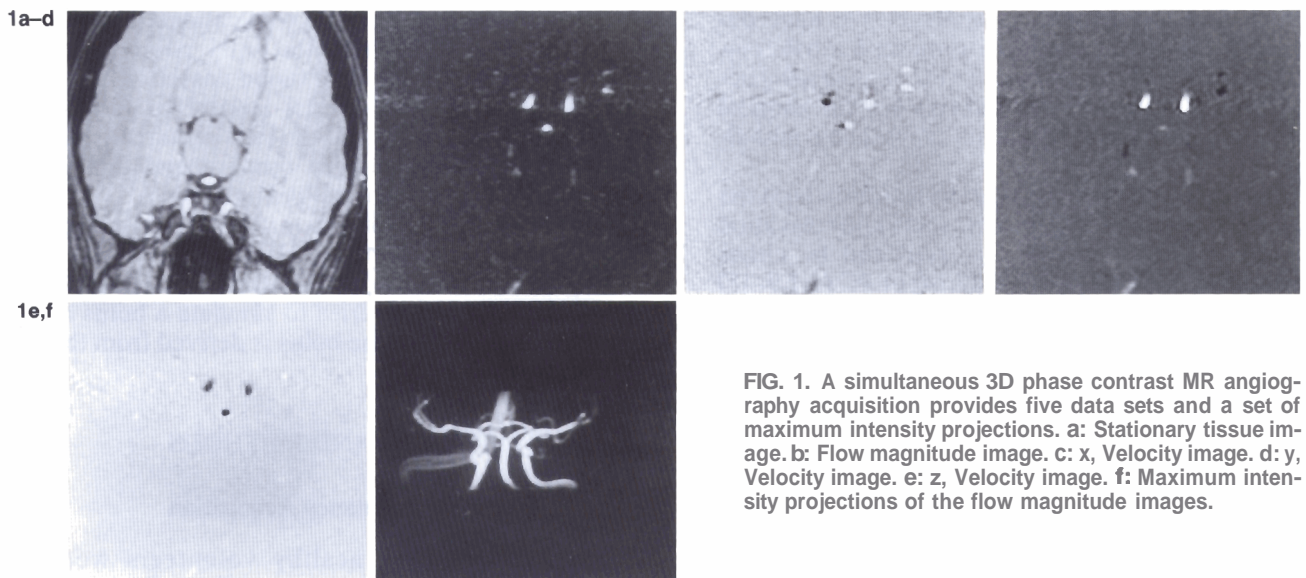 1a–d
1e,f
FIG. 1. A simultaneous 3D phase contrast MR angiog-
raphy acquisition provides five data sets and a set of
maximum intensity projections. a: Stationary tissue im-
age. b: Flow magnitude image. c: x, Velocity image. d: y,
Velocity image. e: z, Velocity image. f: Maximum inten-
sity projections of the flow magnitude images.